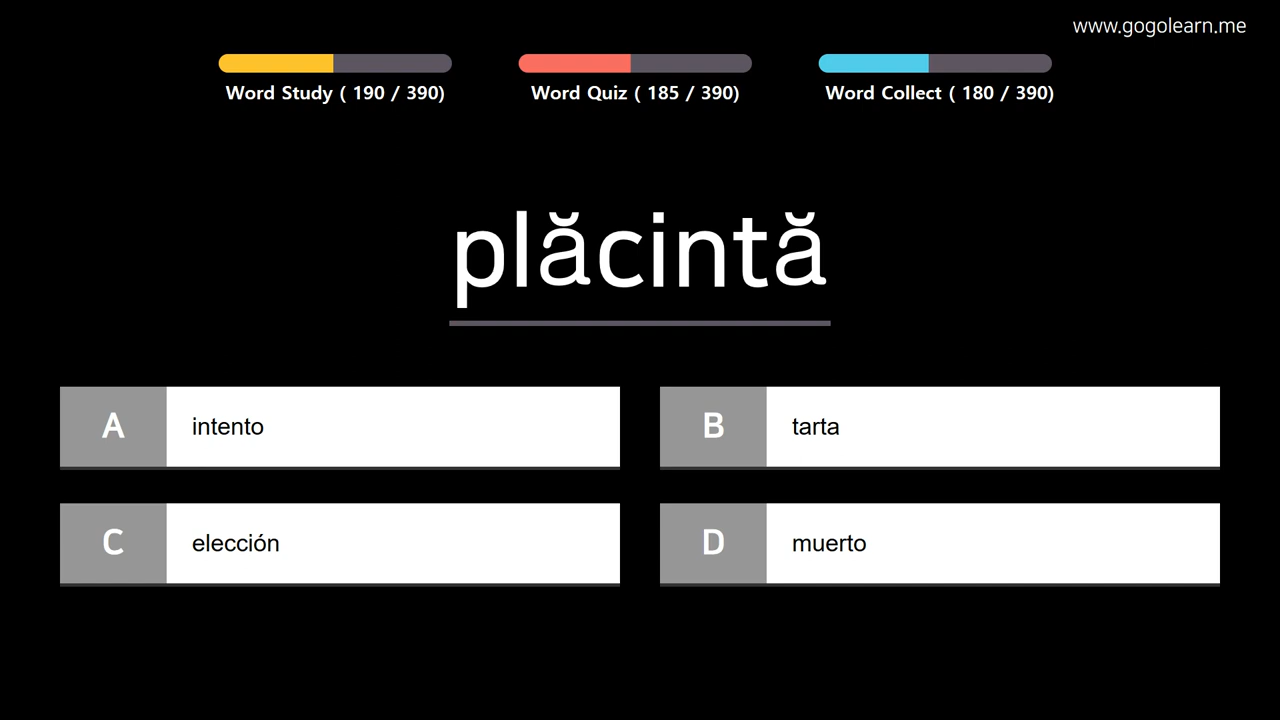 www.gogolearn.me
Word Study ( 190 / 390)
Word Quiz ( 185 / 390)
Word Collect ( 180 / 390)
plăcintă
A intento
B tarta
C elección
D muerto